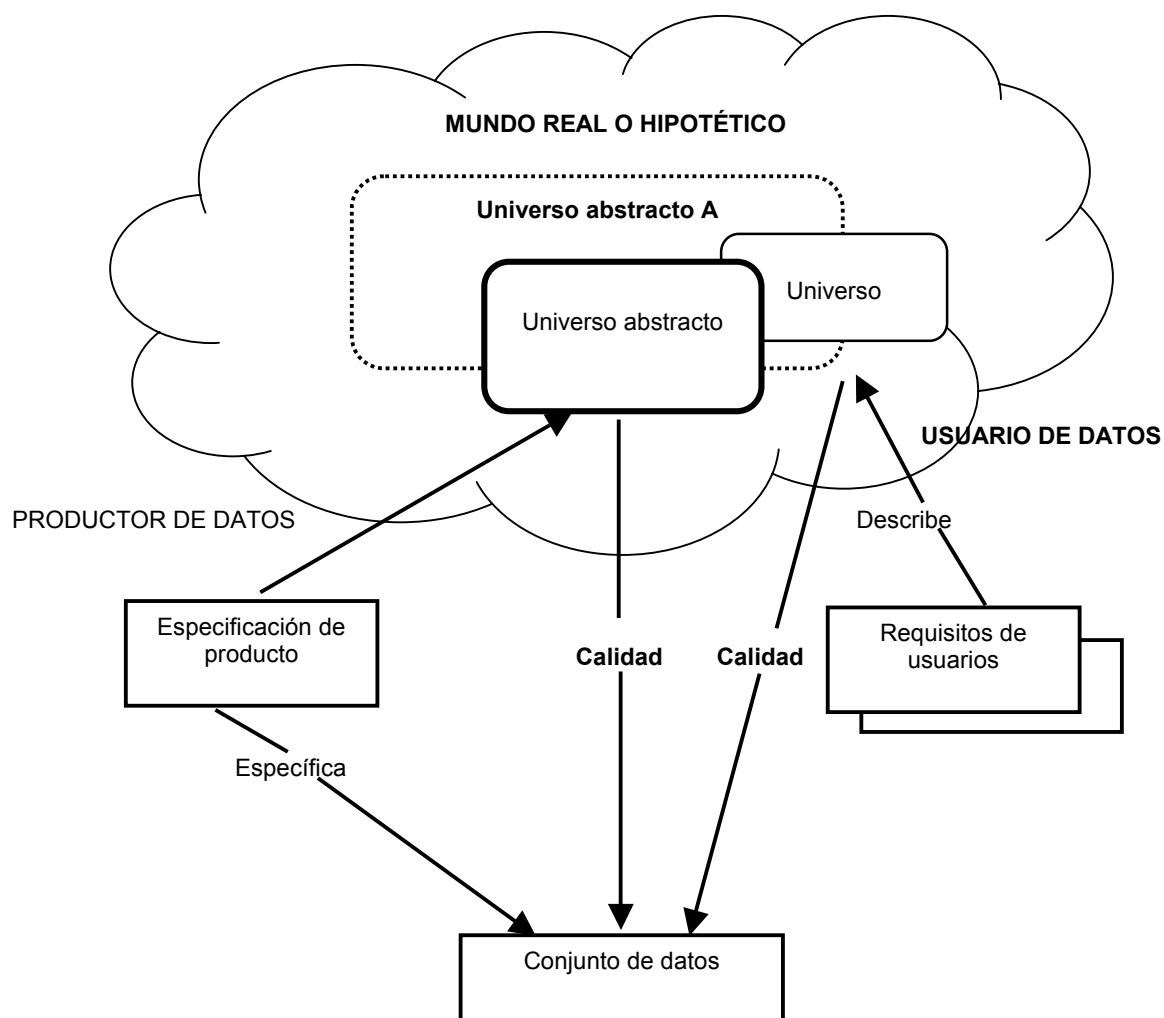 MUNDO REAL O HIPOTÉTICO
Universo abstracto A
Universo
Universo abstracto
USUARIO DE DATOS
PRODUCTOR DE DATOS
Describe
Especificación de
producto
Requisitos de
usuarios
Calidad
Calidad
Específica
Conjunto de datos